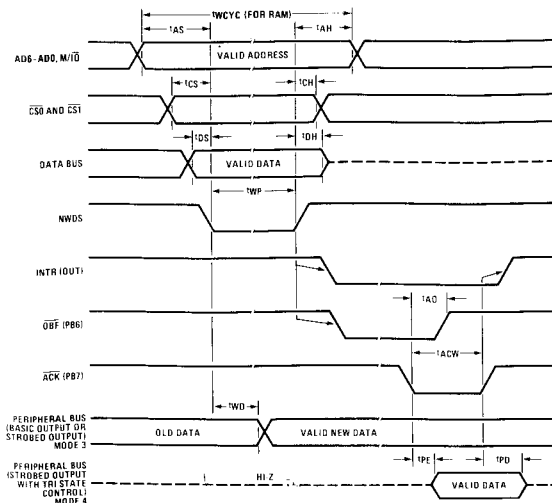 tWCYC (FOR RAM)
tAS
tAH
AD6 - AD0, M/IO
VALID ADDRESS
tCS
tCH
CS0 AND CS1
tDS
tDH
DATA BUS
VALID DATA
tWP
NWDS
INTR (OUT)
tAO
OBF (PB6)
tACW
ACK (PB7)
tWO
PERIPHERAL BUS
(BASIC OUTPUT OR
STROBED OUTPUT)
MODE 3
OLD DATA
VALID NEW DATA
tPE
tPD
PERIPHERAL BUS
(STROBED OUTPUT
WITH TRI STATE
CONTROL)
MODE 4
HI-Z
VALID DATA